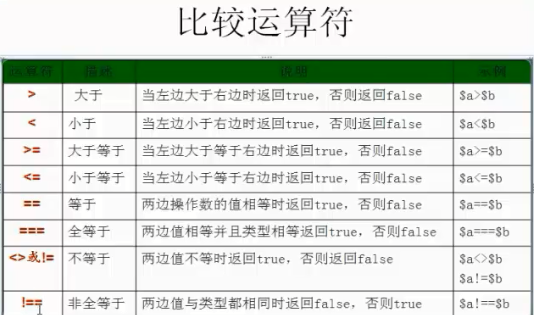 比较运算符
运算符 描述 说明 示例
> 大于 当左边大于右边时返回true，否则返回false $a>$b
< 小于 当左边小于右边时返回true，否则返回false $a<$b
>= 大于等于 当左边大于等于右边时返回true，否则false $a>=$b
<= 小于等于 当左边小于等于右边时返回true，否则false $a<=$b
== 等于 两边操作数的值相等时返回true，否则false $a==$b
=== 全等于 两边值相等并且类型相等返回true，否则false $a===$b
<>或!= 不等于 两边值不等时返回true，否则返回false $a<>$b
$a!=$b
!== 非全等于 两边值与类型都相同时返回false，否则true $a!==$b